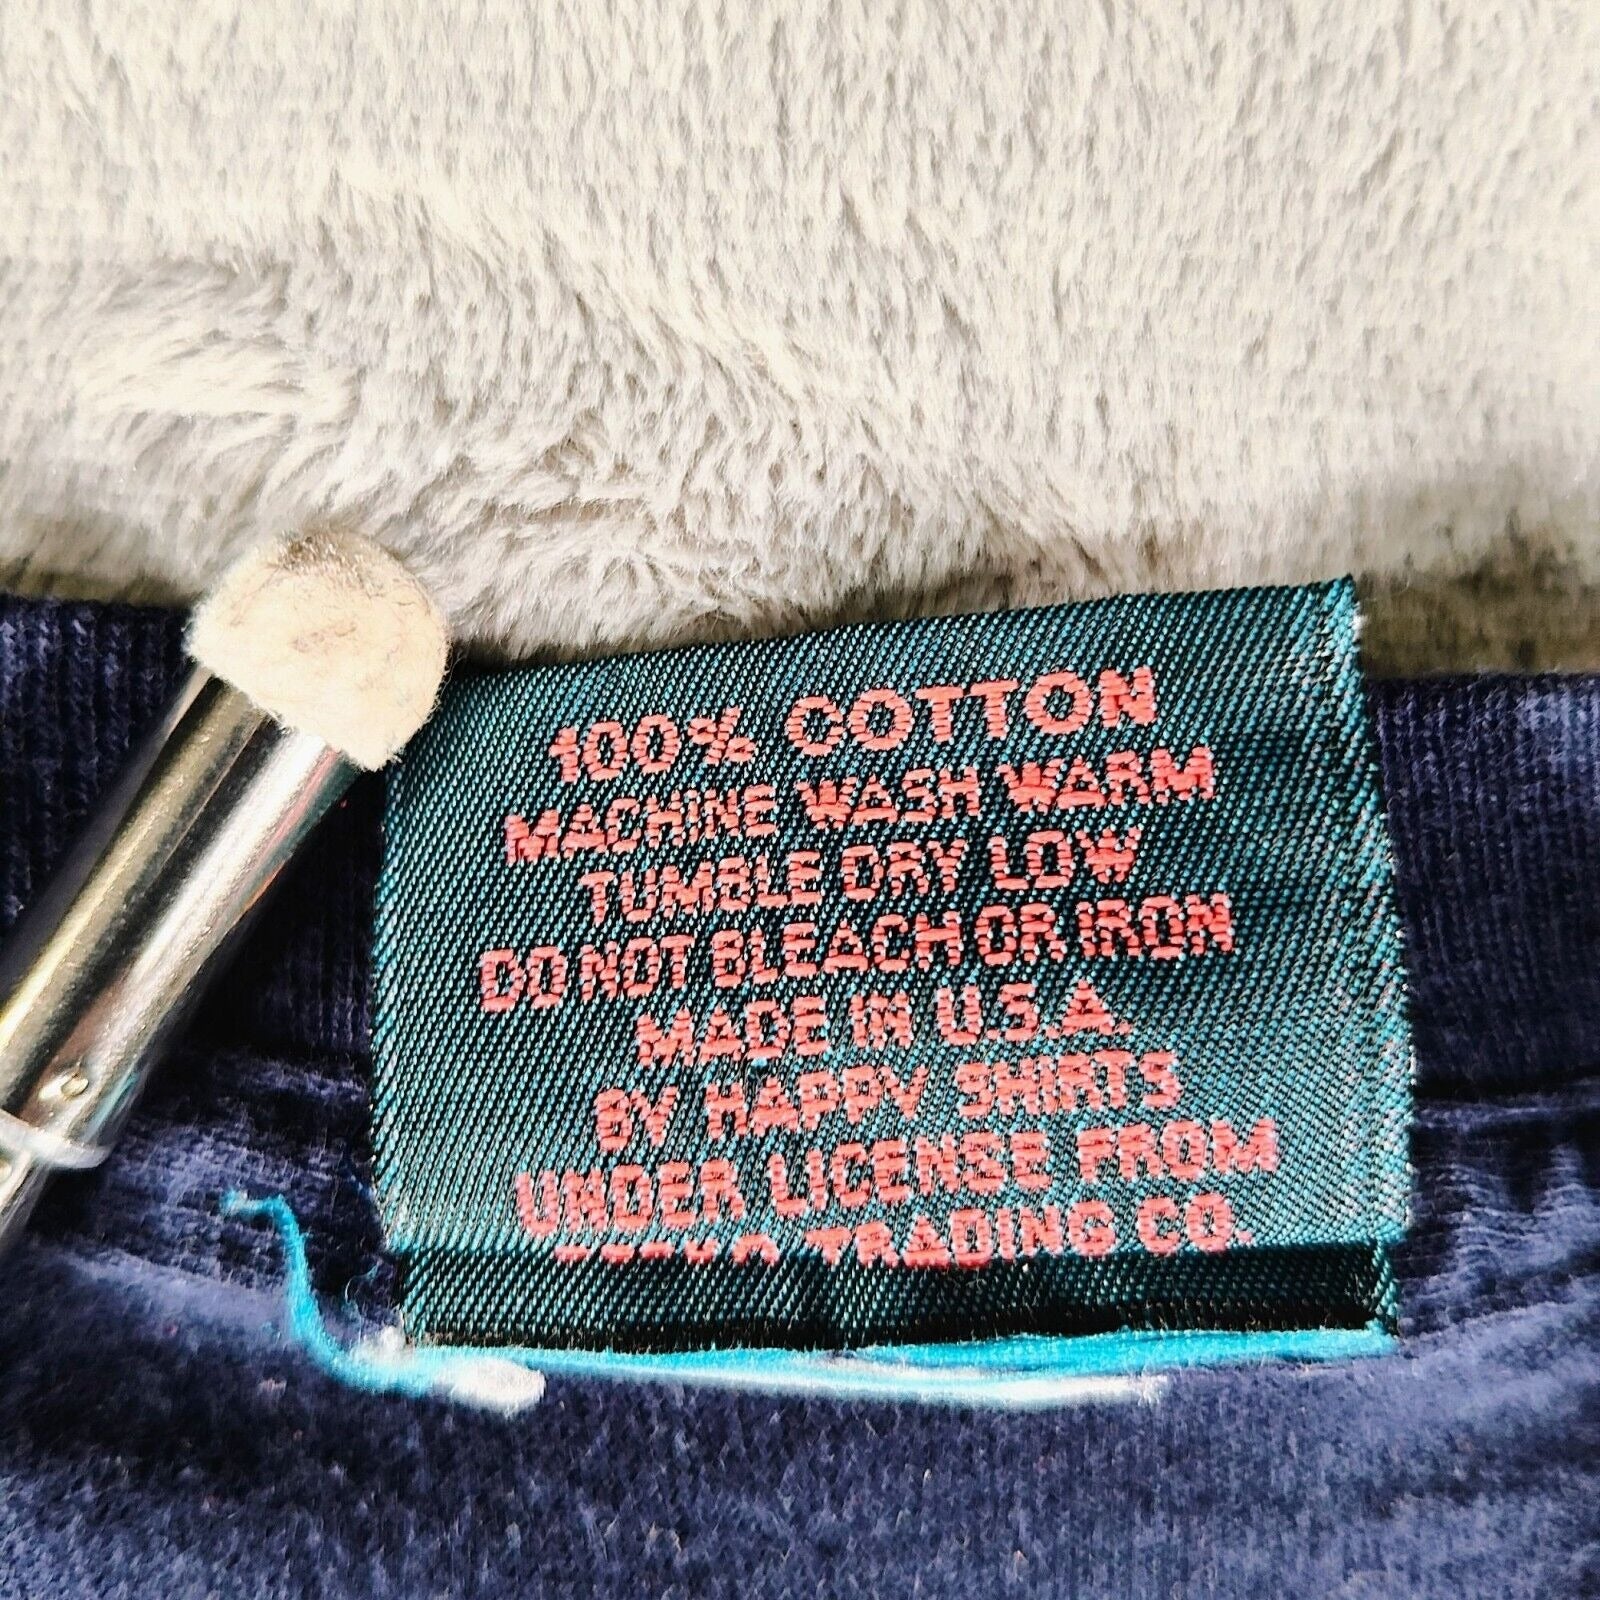 100% COTTON
MACHINE WASH WARM
TUMBLE DRY LOW
DO NOT BLEACH OR IRON
MADE IN U.S.A.
BY HAPPY SHIRTS
UNDER LICENSE FROM
TRADING CO.